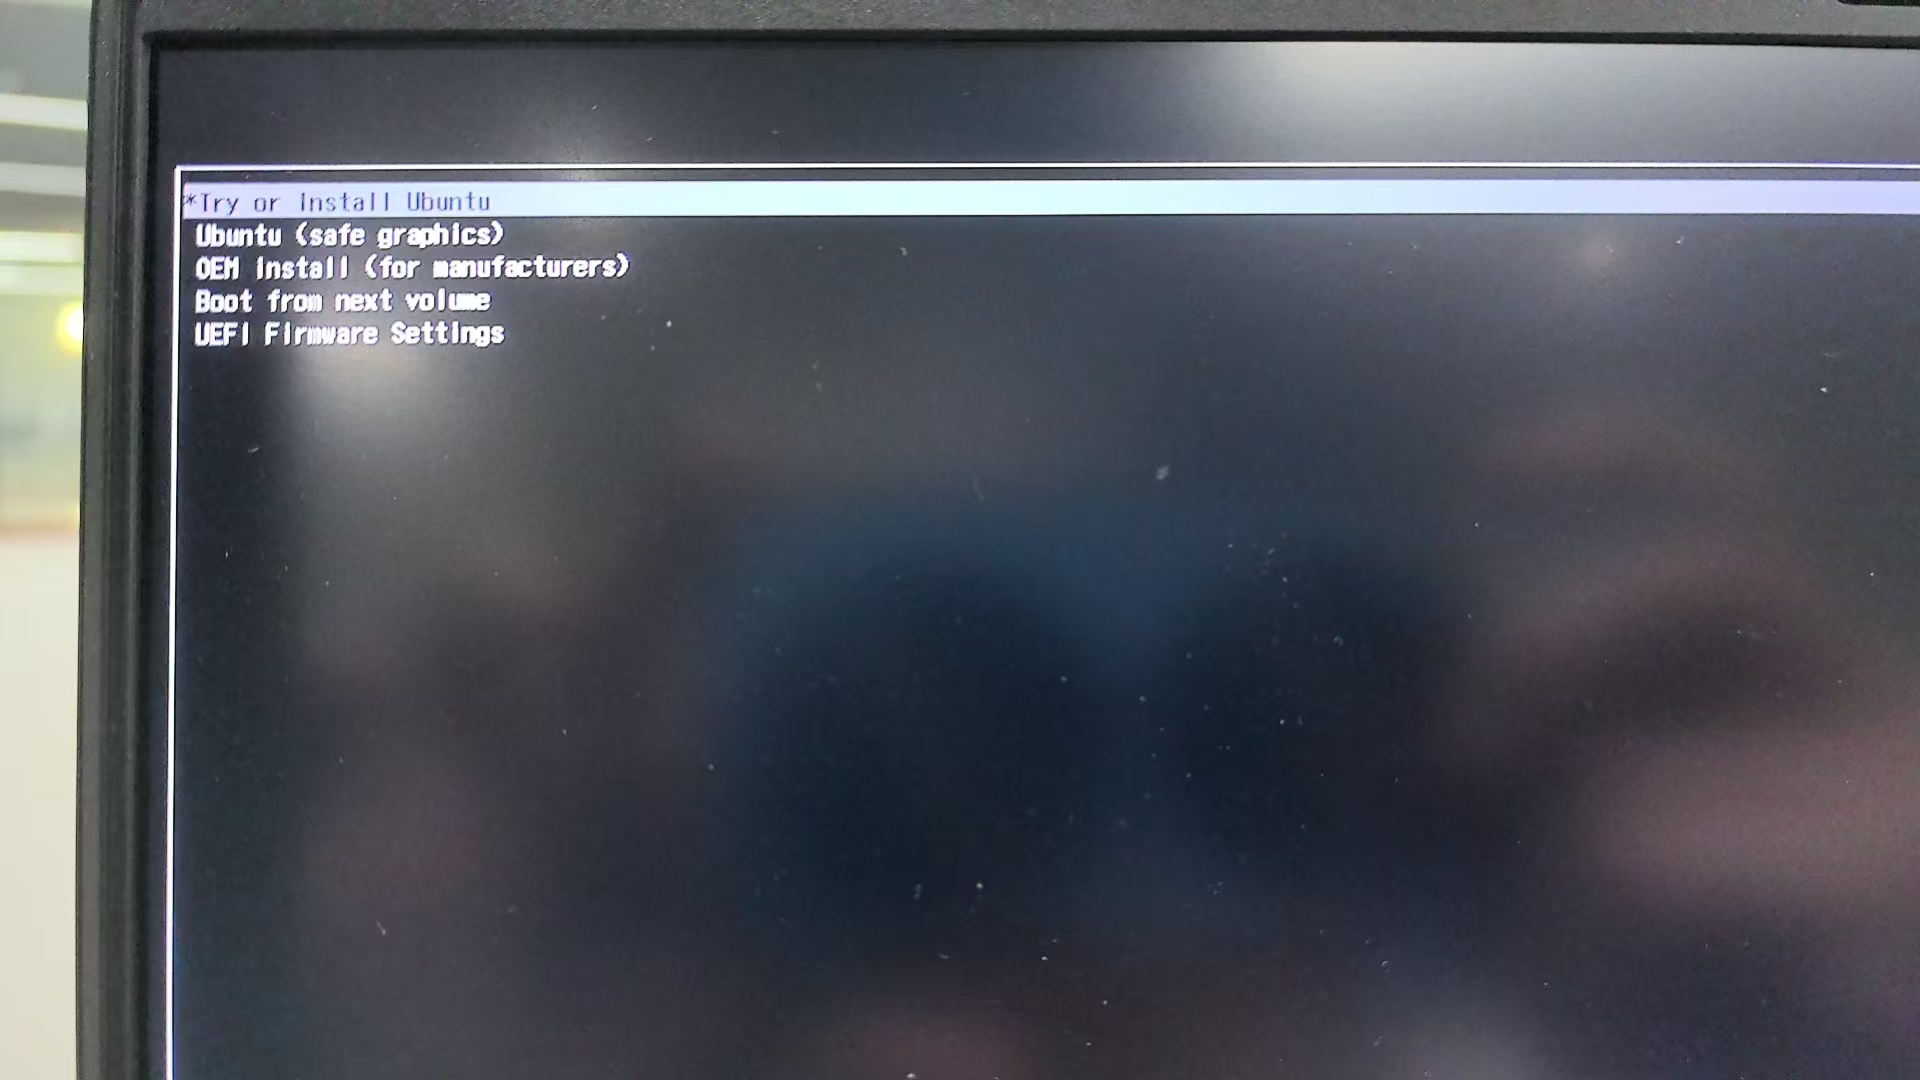 *Try or Install Ubuntu
Ubuntu (safe graphics)
OEM install (for manufacturers)
Boot from next volume
UEFI Firmware Settings